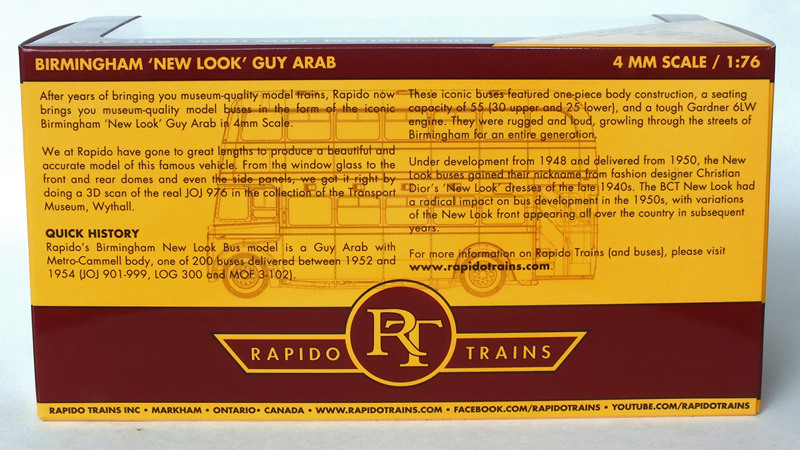 BIRMINGHAM 'NEW LOOK' GUY ARAB
4 MM SCALE / 1:76
After years of bringing you museum-quality model trains, Rapido now
brings you museum-quality model buses in the form of the iconic
Birmingham 'New Look' Guy Arab in 4mm Scale.
We at Rapido have gone to great lengths to produce a beautiful and
accurate model of this famous vehicle. From the window glass to the
front and rear domes and even the side panels, we got it right by
doing a 3D scan of the real JOJ 976 in the collection of the Transport
Museum, Wythall.
QUICK HISTORY
Rapido's Birmingham New Look Bus model is a Guy Arab with
Metro-Cammell body, one of 200 buses delivered between 1952 and
1954 (JOJ 901-999, LOG 300 and MOF 3-102).
These iconic buses featured one-piece body construction, a seating
capacity of 55 (30 upper and 25 lower), and a tough Gardner 6LW
engine. They were rugged and loud, growling through the streets of
Birmingham for an entire generation.
Under development from 1948 and delivered from 1950, the New
Look buses gained their nickname from fashion designer Christian
Dior's 'New Look' dresses of the late 1940s. The BCT New Look had
a radical impact on bus development in the 1950s, with variations
of the New Look front appearing all over the country in subsequent
years.
For more information on Rapido Trains (and buses), please visit
www.rapidotrains.com.
RAPIDO RT TRAINS
RAPIDO TRAINS INC • MARKHAM • ONTARIO • CANADA • WWW.RAPIDOTRAINS.COM • FACEBOOK.COM/RAPIDOTRAINS • YOUTUBE.COM/RAPIDOTRAINS